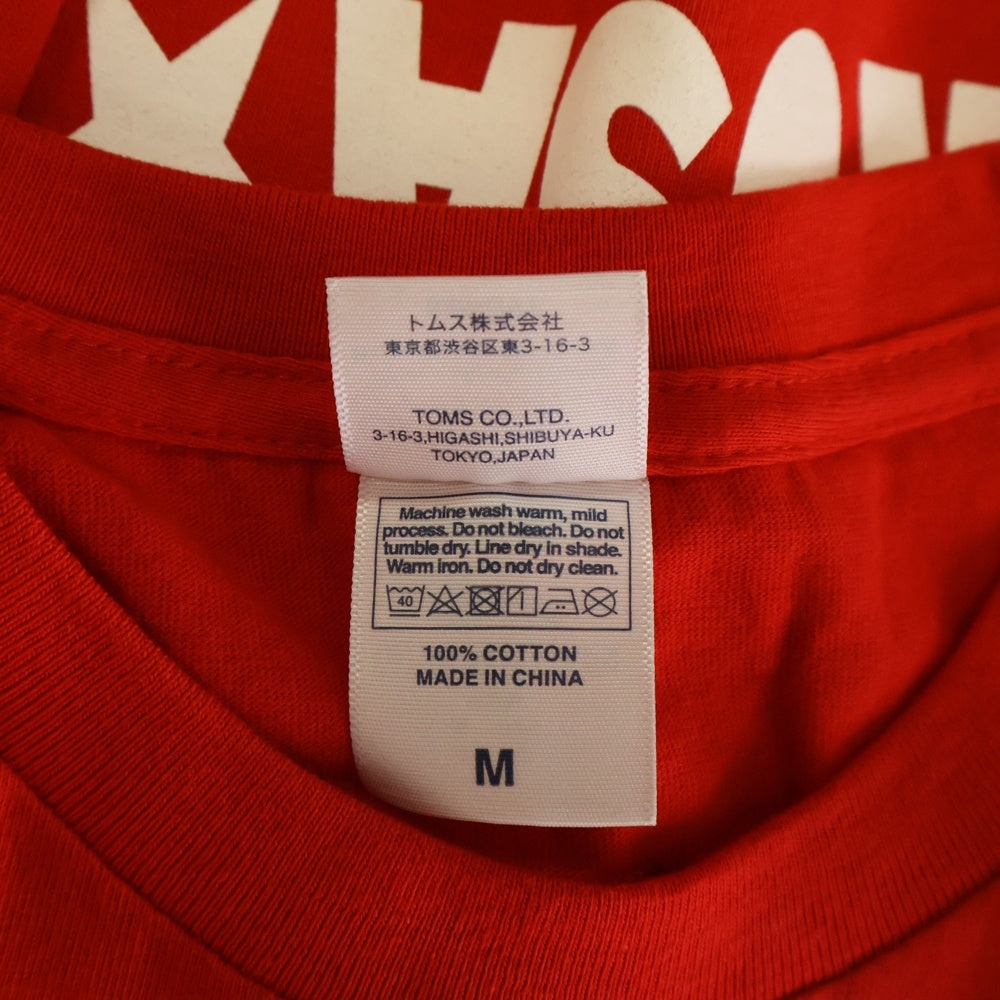 トムス株式会社
東京都渋谷区東3-16-3
TOMS CO.,LTD.
3-16-3,HIGASHI,SHIBUYA-KU
TOKYO,JAPAN
Machine wash warm, mild
process. Do not bleach. Do not
tumble dry. Line dry in shade.
Warm iron. Do not dry clean.
40
100% COTTON
MADE IN CHINA
M